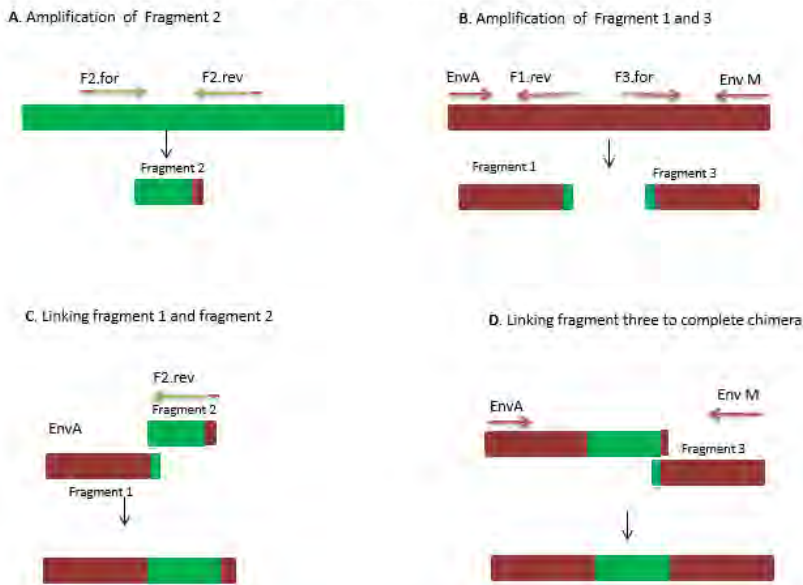 A. Amplification of Fragment 2
F2.for
F2.rev
Fragment 2
B. Amplification of Fragment 1 and 3
EnvA
F1.rev
F3.for
Env M
Fragment 1
Fragment 3
C. Linking fragment 1 and fragment 2
F2.rev
Fragment 2
EnvA
Fragment 1
D. Linking fragment three to complete chimera
EnvA
Env M
Fragment 3